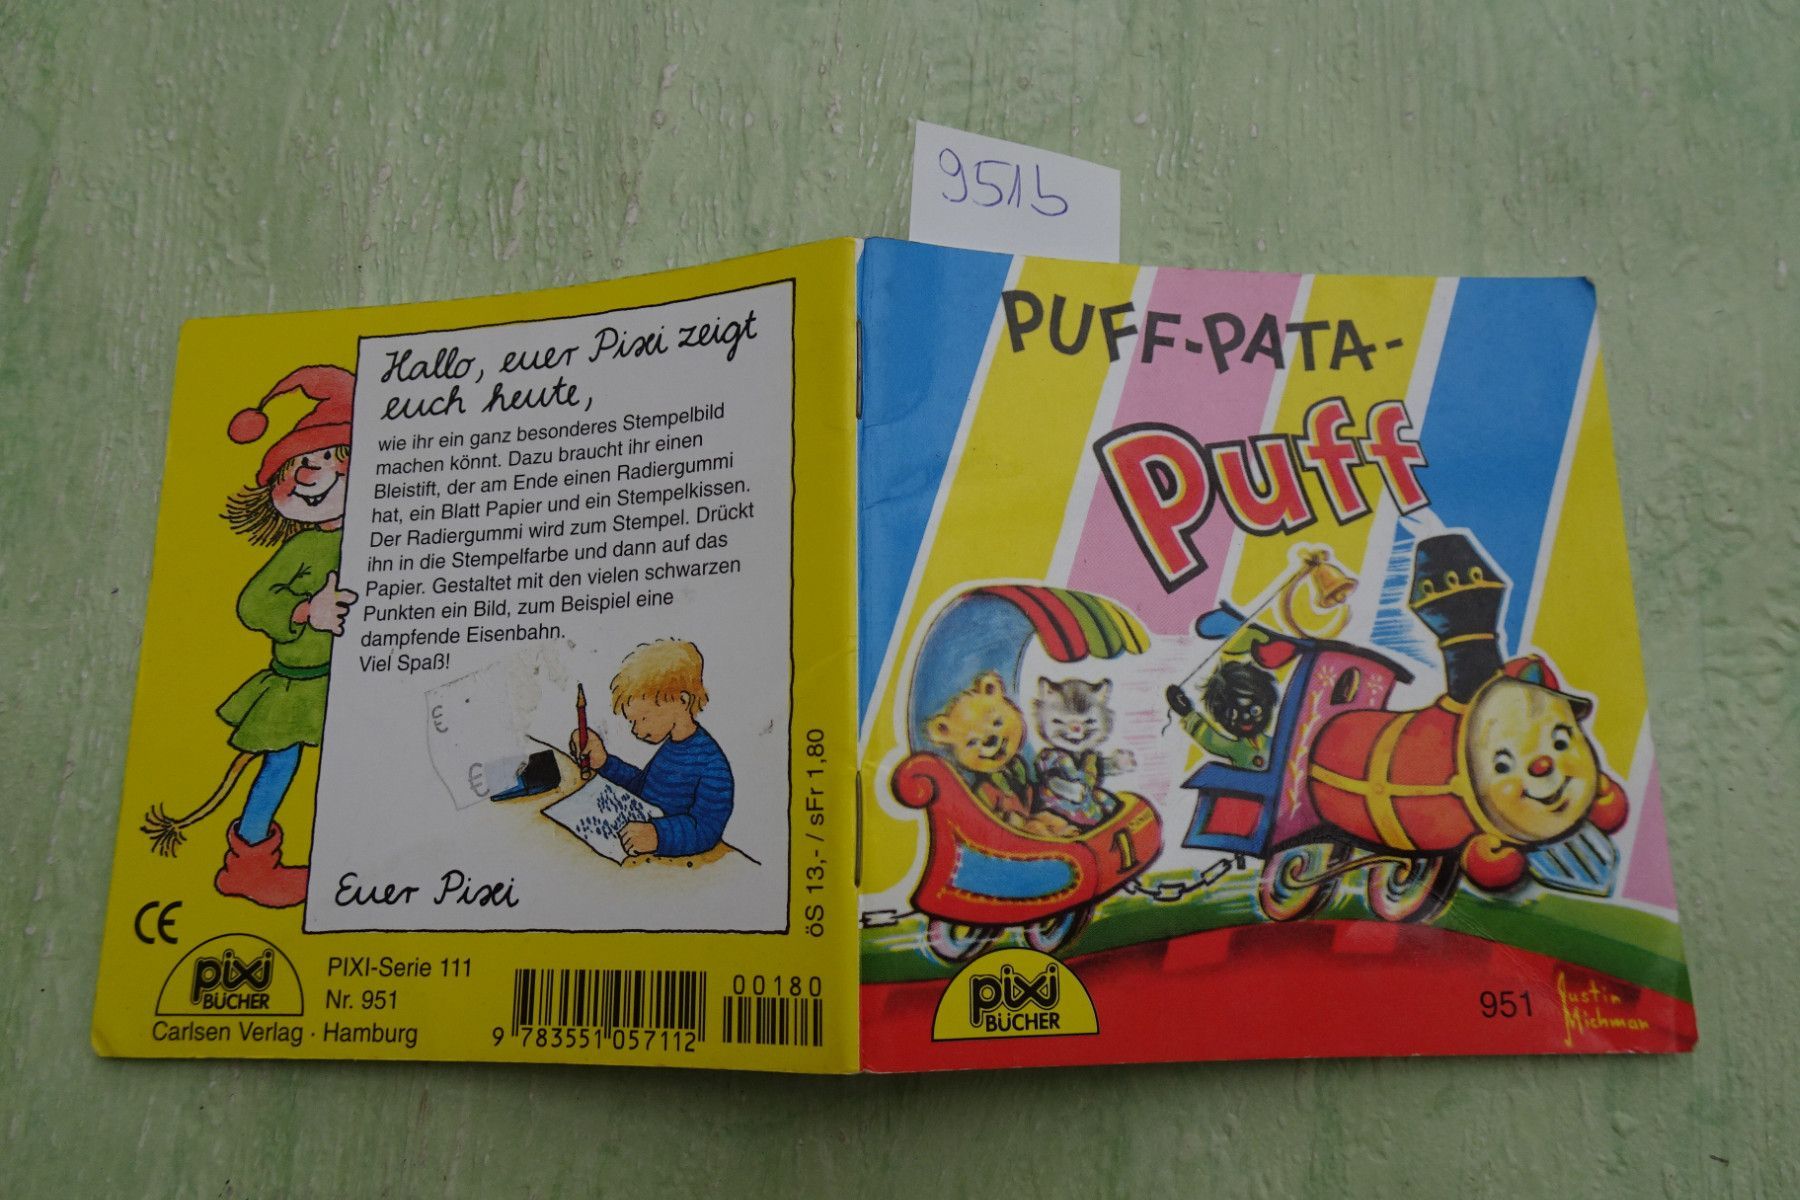 951b
Hallo, euer Pixi zeigt
euch heute,
wie ihr ein ganz besonderes Stempelbild
machen könnt. Dazu braucht ihr einen
Bleistift, der am Ende einen Radiergummi
hat, ein Blatt Papier und ein Stempelkissen.
Der Radiergummi wird zum Stempel. Drückt
ihn in die Stempelfarbe und dann auf das
Papier. Gestaltet mit den vielen schwarzen
Punkten ein Bild, zum Beispiel eine
dampfende Eisenbahn.
Viel Spaß!
€
€
Euer Pixi
öS 13,- / sFr 1,80
CE
pixi
BÜCHER
Carlsen Verlag · Hamburg
PIXI-Serie 111
Nr. 951
9 783551 057112
00180
PUFF-PATA-
Puff
1
pixi
BÜCHER
951
Justin
Michman